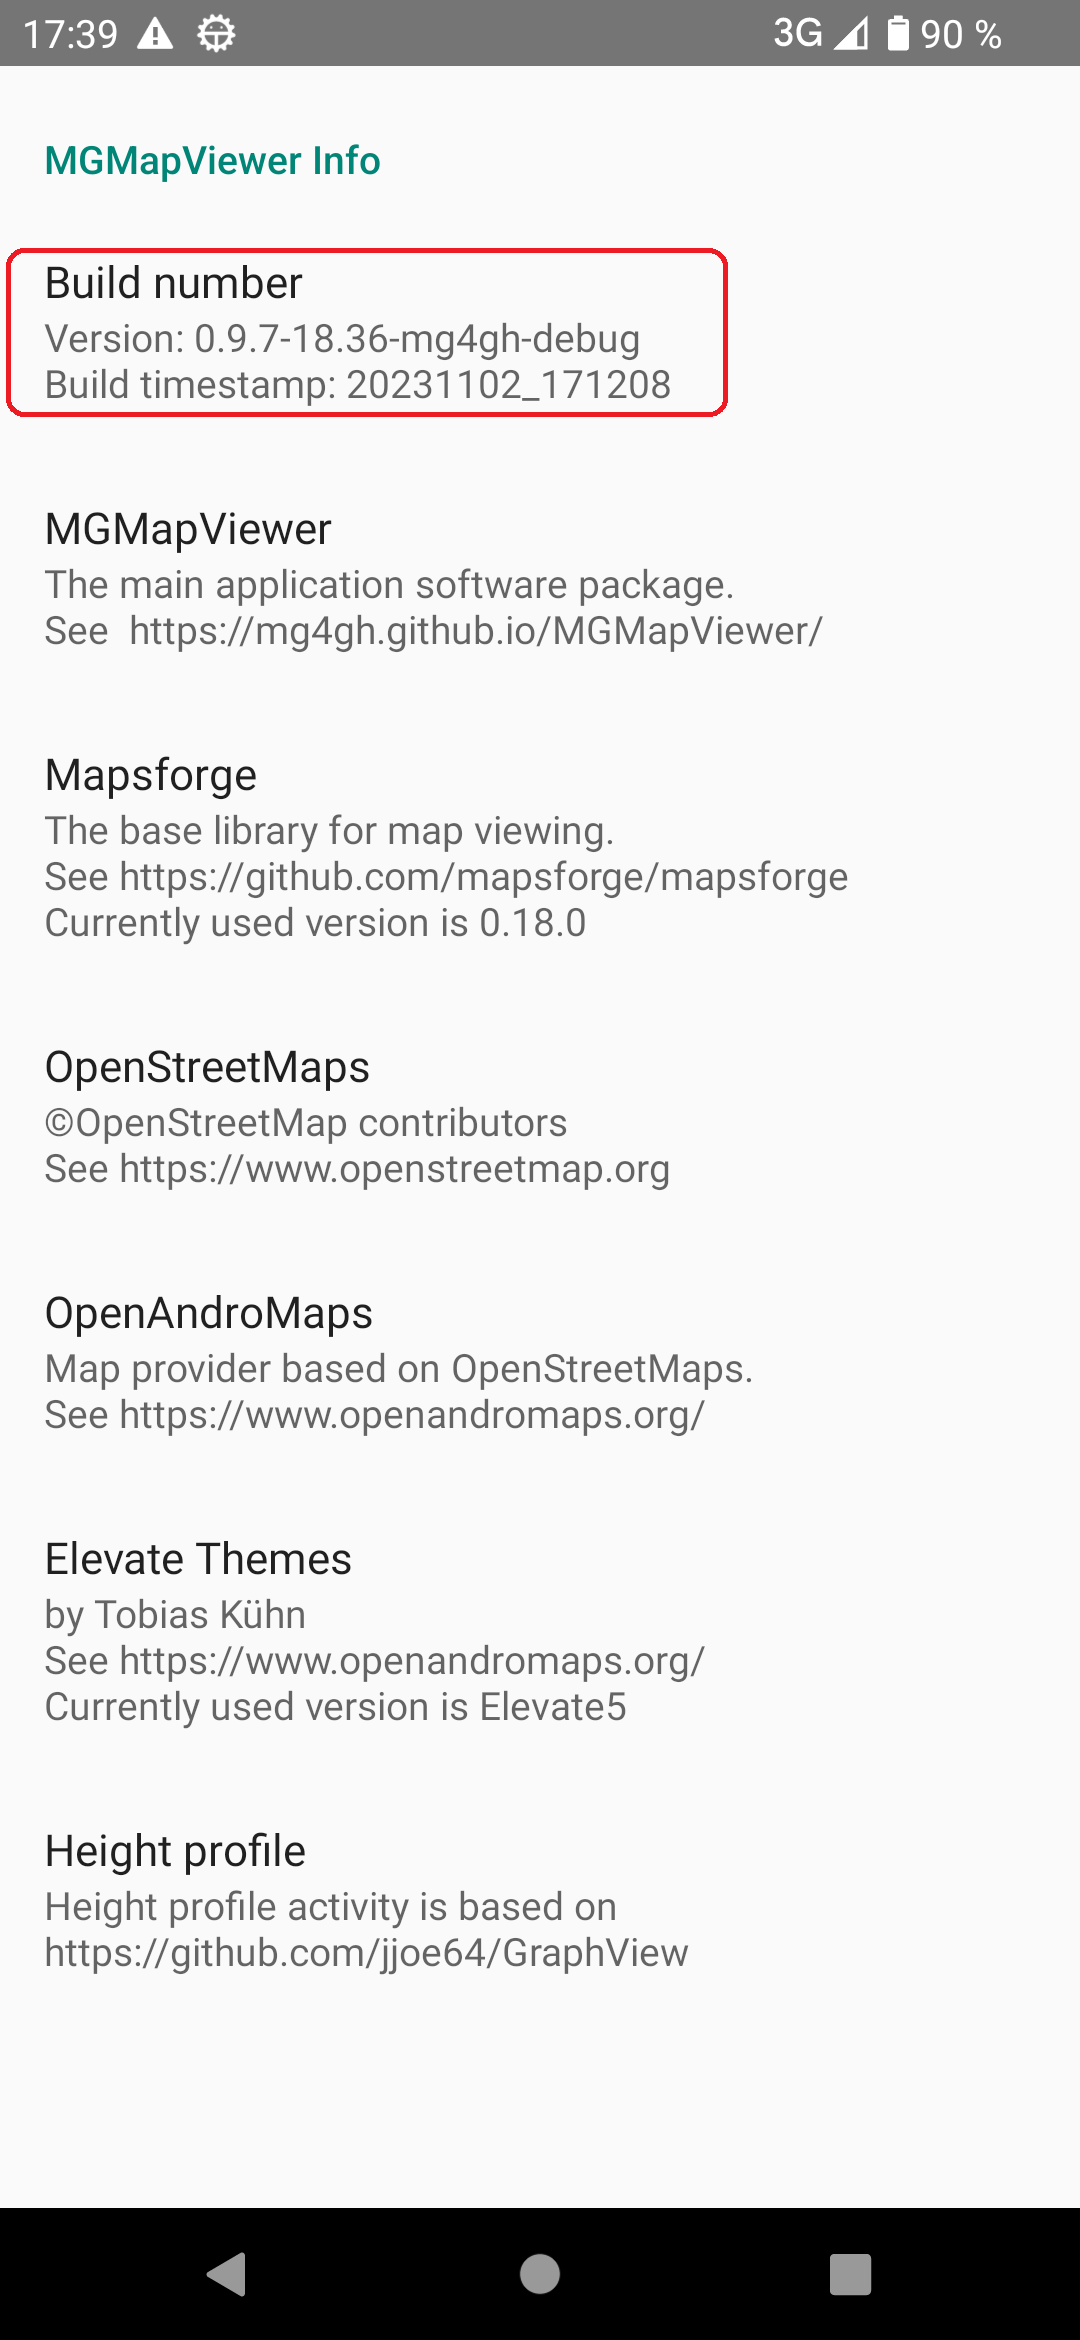 17:39 3G 90 %
MGMapViewer Info
Build number
Version: 0.9.7-18.36-mg4gh-debug
Build timestamp: 20231102_171208
MGMapViewer
The main application software package.
See  https://mg4gh.github.io/MGMapViewer/
Mapsforge
The base library for map viewing.
See https://github.com/mapsforge/mapsforge
Currently used version is 0.18.0
OpenStreetMaps
©OpenStreetMap contributors
See https://www.openstreetmap.org
OpenAndroMaps
Map provider based on OpenStreetMaps.
See https://www.openandromaps.org/
Elevate Themes
by Tobias Kühn
See https://www.openandromaps.org/
Currently used version is Elevate5
Height profile
Height profile activity is based on
https://github.com/jjoe64/GraphView